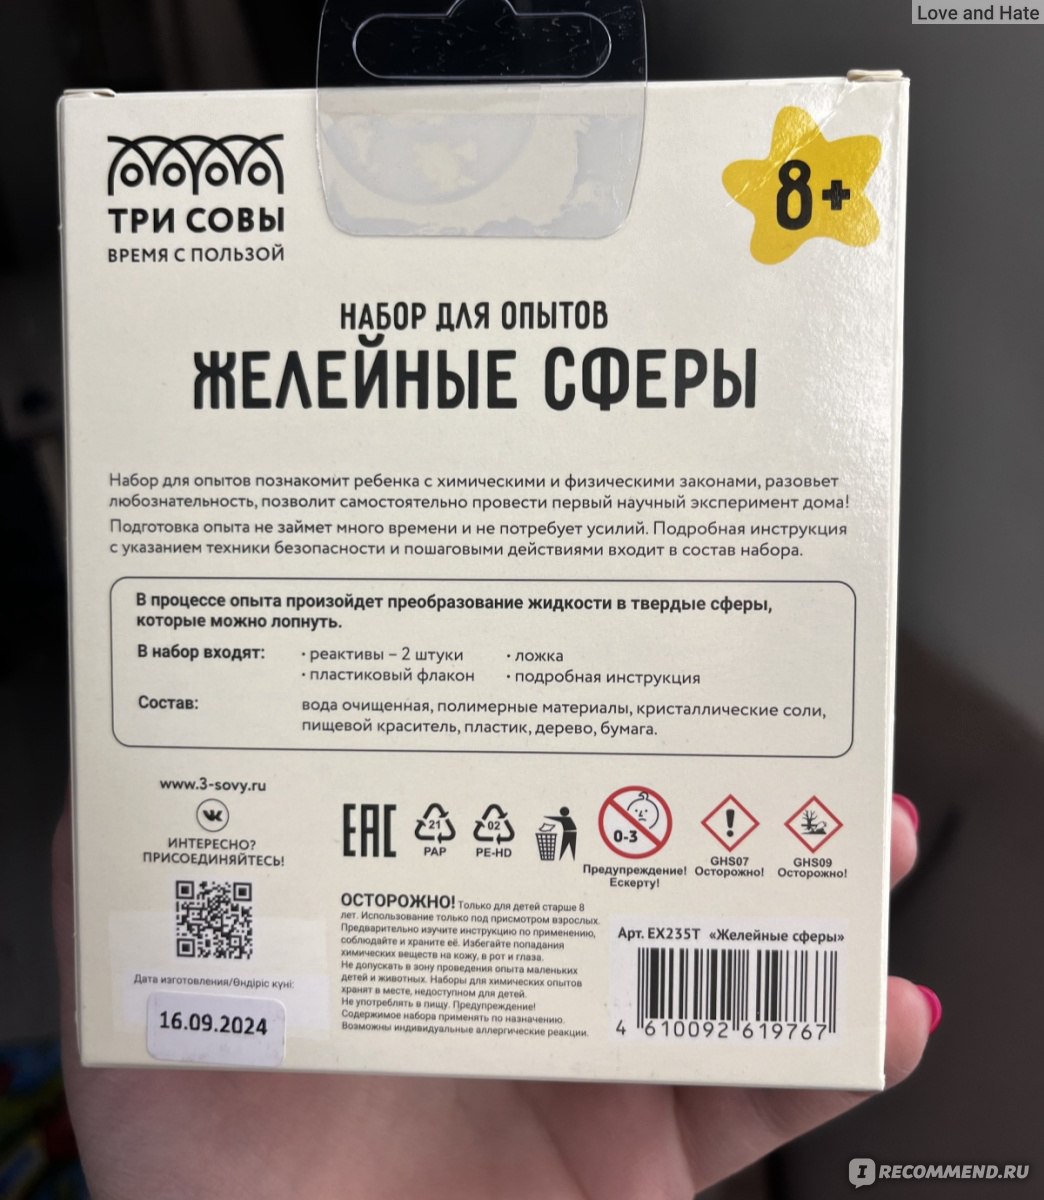 Love and Hate
8+
ТРИ СОВЫ
ВРЕМЯ С ПОЛЬЗОЙ
НАБОР ДЛЯ ОПЫТОВ
ЖЕЛЕЙНЫЕ СФЕРЫ
Набор для опытов познакомит ребенка с химическими и физическими законами, разовьет
любознательность, позволит самостоятельно провести первый научный эксперимент дома!
Подготовка опыта не займет много времени и не потребует усилий. Подробная инструкция
с указанием техники безопасности и пошаговыми действиями входит в состав набора.
В процессе опыта произойдет преобразование жидкости в твердые сферы,
которые можно лопнуть.
В набор входят: • реактивы – 2 штуки • ложка
• пластиковый флакон • подробная инструкция
Состав: вода очищенная, полимерные материалы, кристаллические соли,
пищевой краситель, пластик, дерево, бумага.
www.3-sovy.ru
ИНТЕРЕСНО?
ПРИСОЕДИНЯЙТЕСЬ!
Дата изготовления/Өндіріс күні:
16.09.2024
EAC
21
PAP
02
PE-HD
0-3
Предупреждение!
Ескерту!
GHS07
Осторожно!
GHS09
Осторожно!
ОСТОРОЖНО! Только для детей старше 8
лет. Использование только под присмотром взрослых.
Предварительно изучите инструкцию по применению,
соблюдайте и храните её. Избегайте попадания
химических веществ на кожу, в рот и глаза.
Не допускать в зону проведения опыта маленьких
детей и животных. Наборы для химических опытов
хранят в месте, недоступном для детей.
Не употреблять в пищу. Предупреждение!
Содержимое набора применять по назначению.
Возможны индивидуальные аллергические реакции.
Арт. EX235T «Желейные сферы»
4 610092 619767
IRECOMMEND.RU